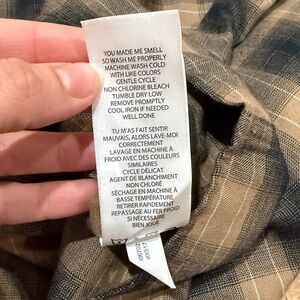 YOU MADE ME SMELL
SO WASH ME PROPERLY
MACHINE WASH COLD
WITH LIKE COLORS
GENTLE CYCLE
NON CHLORINE BLEACH
TUMBLE DRY LOW
REMOVE PROMPTLY
COOL IRON IF NEEDED
WELL DONE
TU M'AS FAIT SENTIR
MAUVAIS, ALORS LAVE-MOI
CORRECTEMENT
LAVAGE EN MACHINE À
FROID AVEC DES COULEURS
SIMILAIRES
CYCLE DÉLICAT
AGENT DE BLANCHIMENT
NON CHLORÉ
SÉCHAGE EN MACHINE À
BASSE TEMPÉRATURE
RETIRER RAPIDEMENT
REPASSAGE AU FER FROID
SI NÉCESSAIRE
BIEN JOUÉ